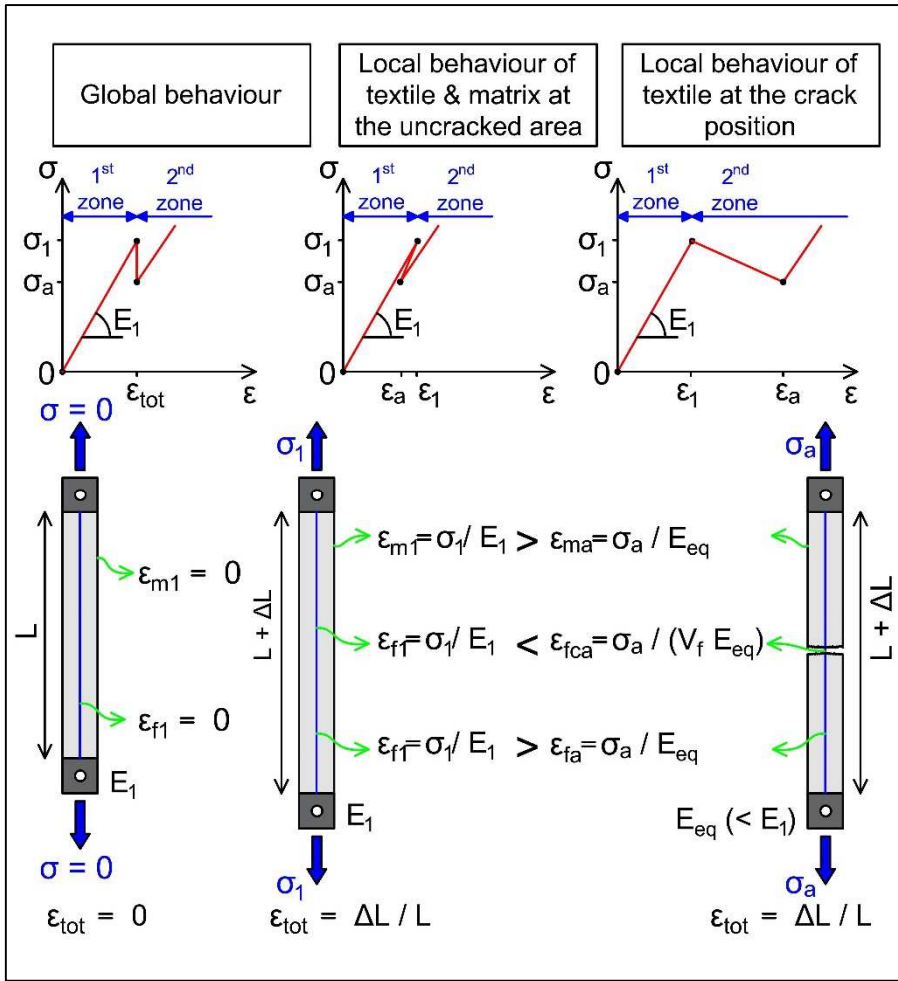 Global behaviour
Local behaviour of
textile & matrix at
the uncracked area
Local behaviour of
textile at the crack
position
σ
1st
zone
2nd
zone
σ1
σa
E1
0
εtot
ε
σ
1st
zone
2nd
zone
σ1
σa
E1
0
εa
ε1
ε
σ
1st
zone
2nd
zone
σ1
σa
E1
0
ε1
εa
ε
σ = 0
L
εm1 = 0
εf1 = 0
E1
σ = 0
εtot = 0
σ1
L + ΔL
εm1 = σ1 / E1 > εma = σa / Eeq
εf1 = σ1 / E1 < εfca = σa / (Vf Eeq)
εf1 = σ1 / E1 > εfa = σa / Eeq
E1
σ1
εtot = ΔL / L
σa
L + ΔL
Eeq (< E1)
σa
εtot = ΔL / L